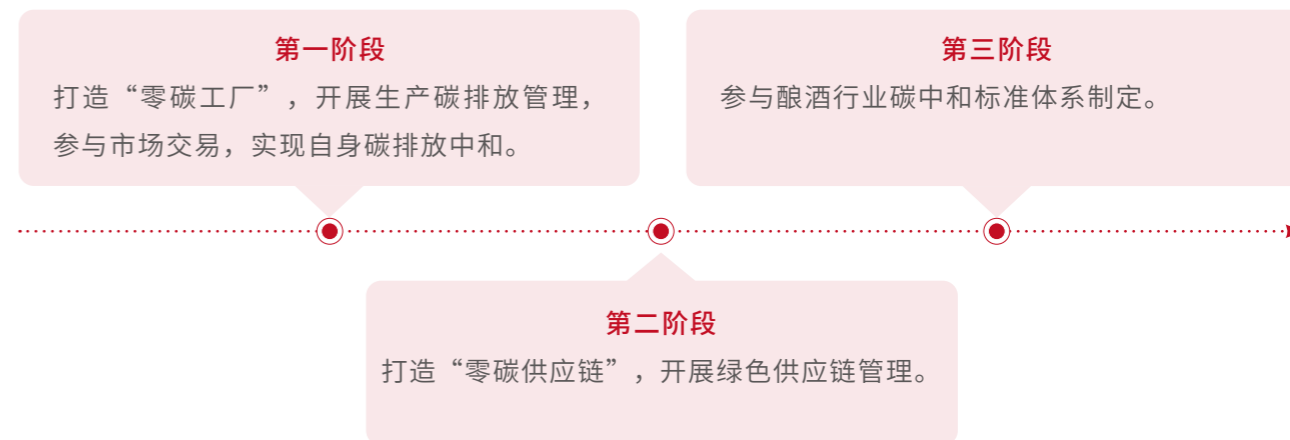 第一阶段
打造“零碳工厂”，开展生产碳排放管理，
参与市场交易，实现自身碳排放中和。
第三阶段
参与酿酒行业碳中和标准体系制定。
第二阶段
打造“零碳供应链”，开展绿色供应链管理。